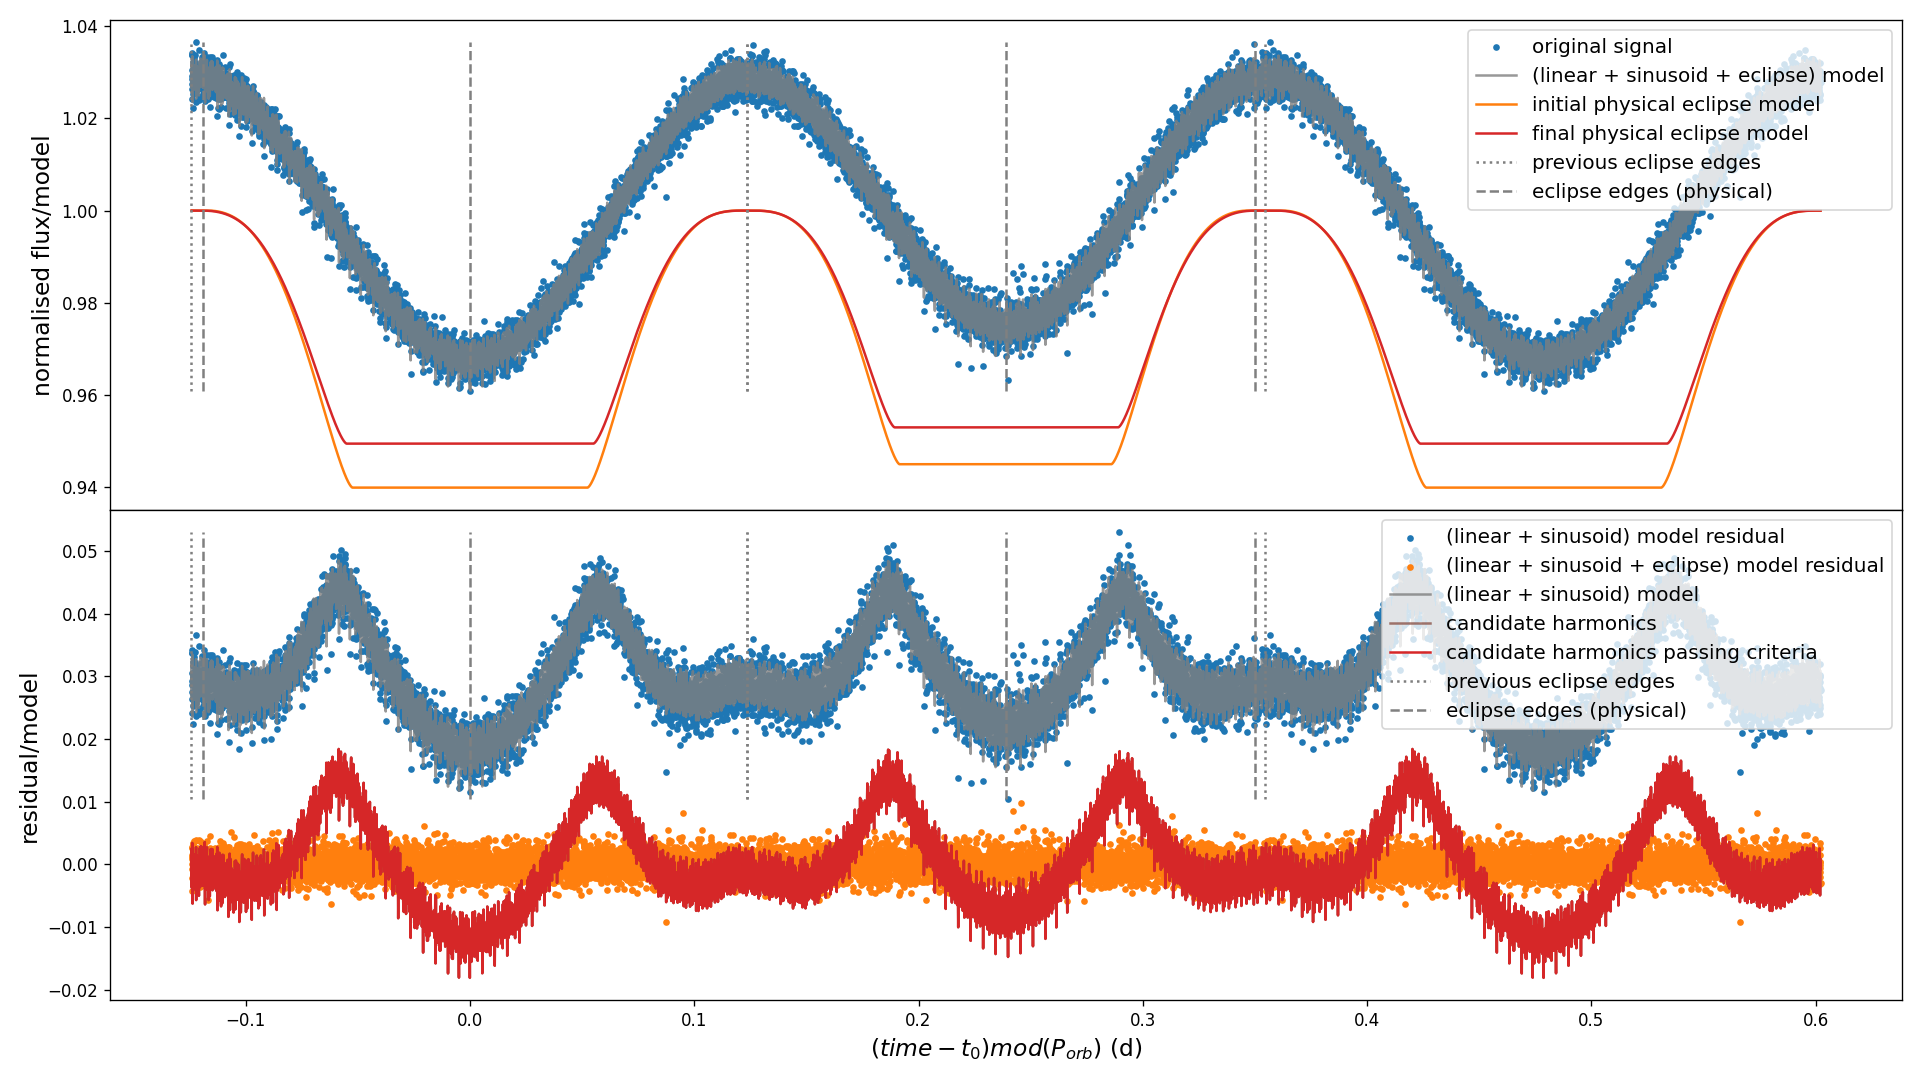 1.04
1.02
1.00
0.98
0.96
0.94
normalised flux/model
original signal
(linear + sinusoid + eclipse) model
initial physical eclipse model
final physical eclipse model
previous eclipse edges
eclipse edges (physical)
0.05
0.04
0.03
0.02
0.01
0.00
−0.01
−0.02
residual/model
(linear + sinusoid) model residual
(linear + sinusoid + eclipse) model residual
(linear + sinusoid) model
candidate harmonics
candidate harmonics passing criteria
previous eclipse edges
eclipse edges (physical)
−0.1 0.0 0.1 0.2 0.3 0.4 0.5 0.6
(time − t₀)mod(P_orb) (d)